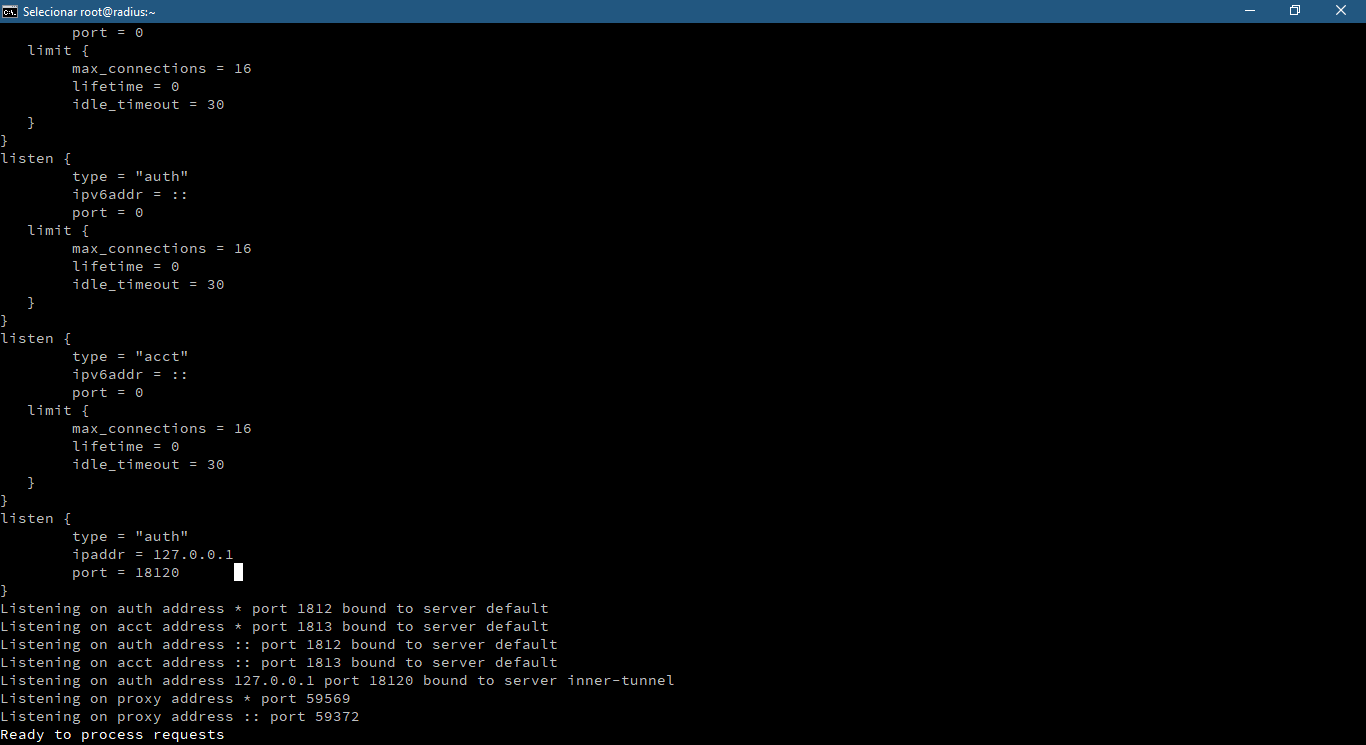 Selecionar root@radius:~
port = 0
limit {
max_connections = 16
lifetime = 0
idle_timeout = 30
}
}
listen {
type = "auth"
ipv6addr = ::
port = 0
limit {
max_connections = 16
lifetime = 0
idle_timeout = 30
}
}
listen {
type = "acct"
ipv6addr = ::
port = 0
limit {
max_connections = 16
lifetime = 0
idle_timeout = 30
}
}
listen {
type = "auth"
ipaddr = 127.0.0.1
port = 18120
}
Listening on auth address * port 1812 bound to server default
Listening on acct address * port 1813 bound to server default
Listening on auth address :: port 1812 bound to server default
Listening on acct address :: port 1813 bound to server default
Listening on auth address 127.0.0.1 port 18120 bound to server inner-tunnel
Listening on proxy address * port 59569
Listening on proxy address :: port 59372
Ready to process requests